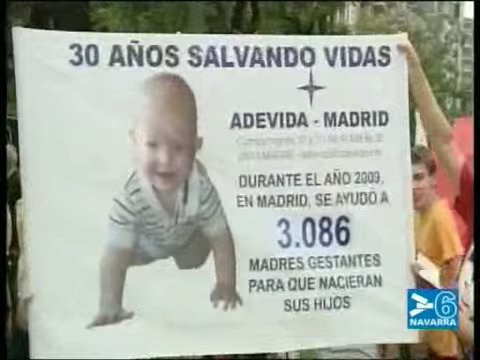 30 AÑOS SALVANDO VIDAS
ADEVIDA - MADRID
DURANTE EL AÑO 2009,
EN MADRID, SE AYUDÓ A
3.086
MADRES GESTANTES
PARA QUE NACIERAN
SUS HIJOS
6
NAVARRA